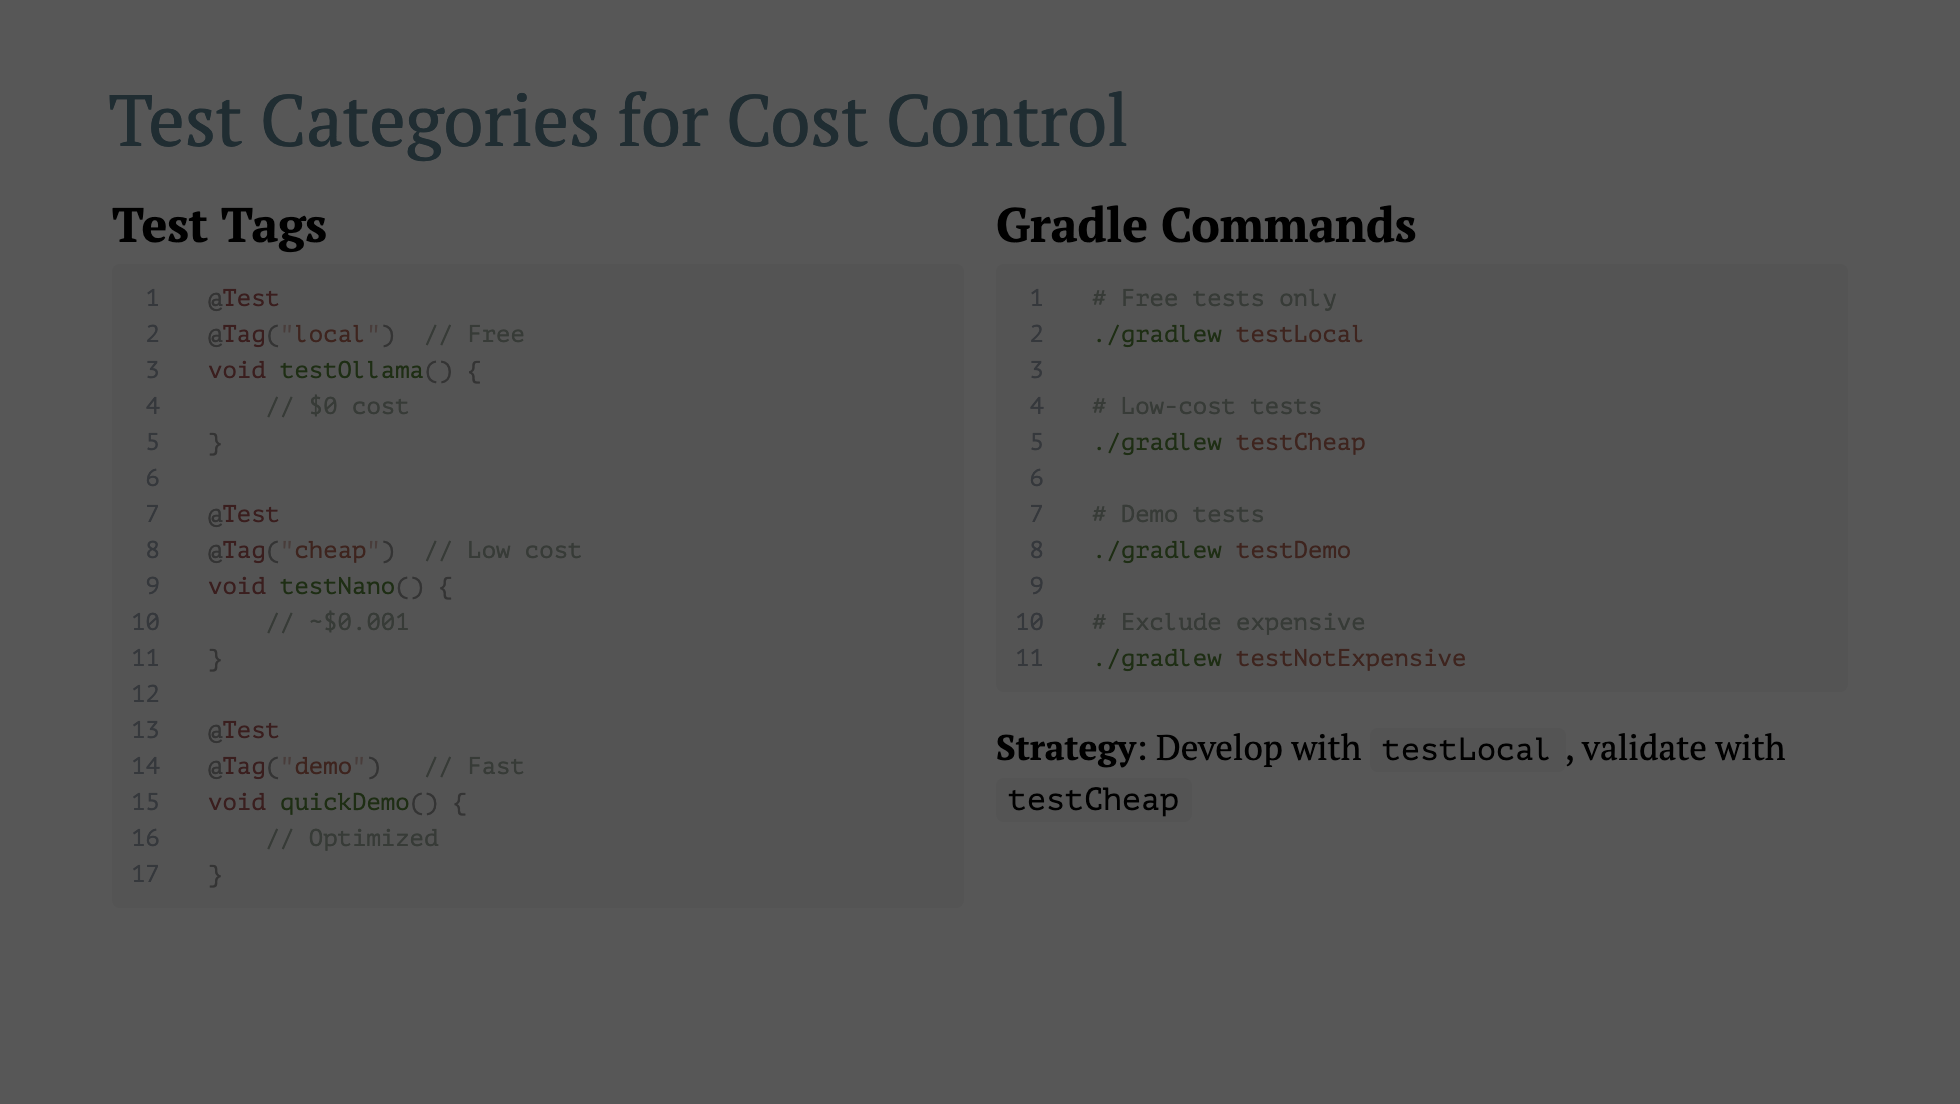 Test Categories for Cost Control
Test Tags
1 @Test
2 @Tag("local")  // Free
3 void testOllama() {
4     // $0 cost
5 }
6
7 @Test
8 @Tag("cheap")  // Low cost
9 void testNano() {
10     // ~$0.001
11 }
12
13 @Test
14 @Tag("demo")   // Fast
15 void quickDemo() {
16     // Optimized
17 }
Gradle Commands
1 # Free tests only
2 ./gradlew testLocal
3
4 # Low-cost tests
5 ./gradlew testCheap
6
7 # Demo tests
8 ./gradlew testDemo
9
10 # Exclude expensive
11 ./gradlew testNotExpensive
Strategy: Develop with testLocal , validate with
testCheap